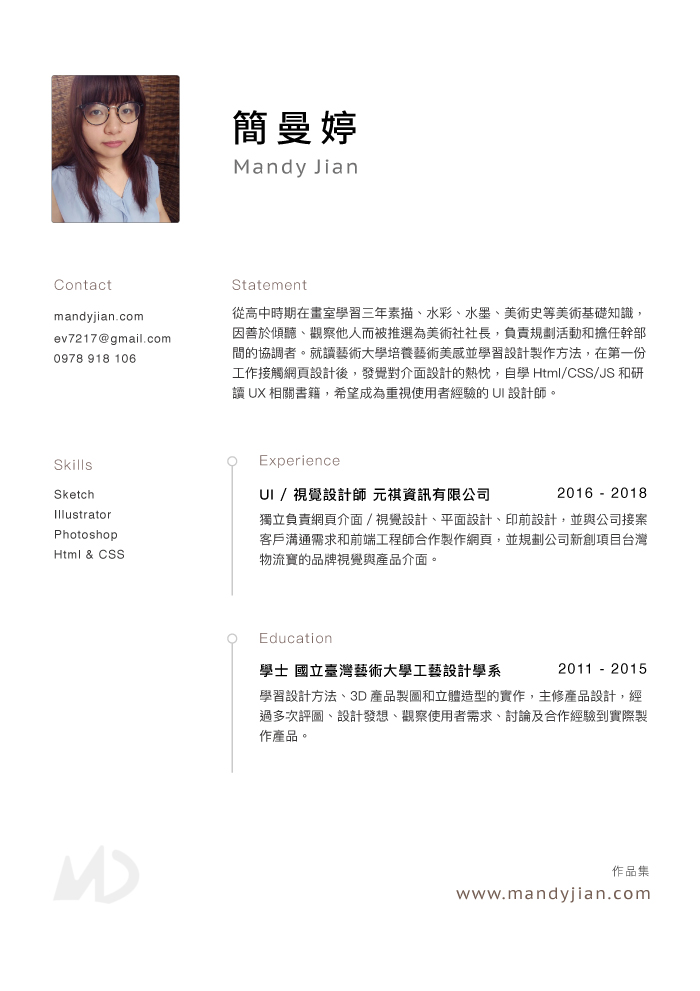 簡曼婷
Mandy Jian
Contact
mandyjian.com
ev7217@gmail.com
0978 918 106
Statement
從高中時期在畫室學習三年素描、水彩、水墨、美術史等美術基礎知識，
因善於傾聽、觀察他人而被推選為美術社社長，負責規劃活動和擔任幹部
間的協調者。就讀藝術大學培養藝術美感並學習設計製作方法，在第一份
工作接觸網頁設計後，發覺對介面設計的熱忱，自學 Html/CSS/JS 和研
讀 UX 相關書籍，希望成為重視使用者經驗的 UI 設計師。
Skills
Sketch
Illustrator
Photoshop
Html & CSS
Experience
UI / 視覺設計師 元祺資訊有限公司 2016 - 2018
獨立負責網頁介面 / 視覺設計、平面設計、印前設計，並與公司接案
客戶溝通需求和前端工程師合作製作網頁，並規劃公司新創項目台灣
物流寶的品牌視覺與產品介面。
Education
學士 國立臺灣藝術大學工藝設計學系 2011 - 2015
學習設計方法、3D 產品製圖和立體造型的實作，主修產品設計，經
過多次評圖、設計發想、觀察使用者需求、討論及合作經驗到實際製
作產品。
MD
作品集
www.mandyjian.com